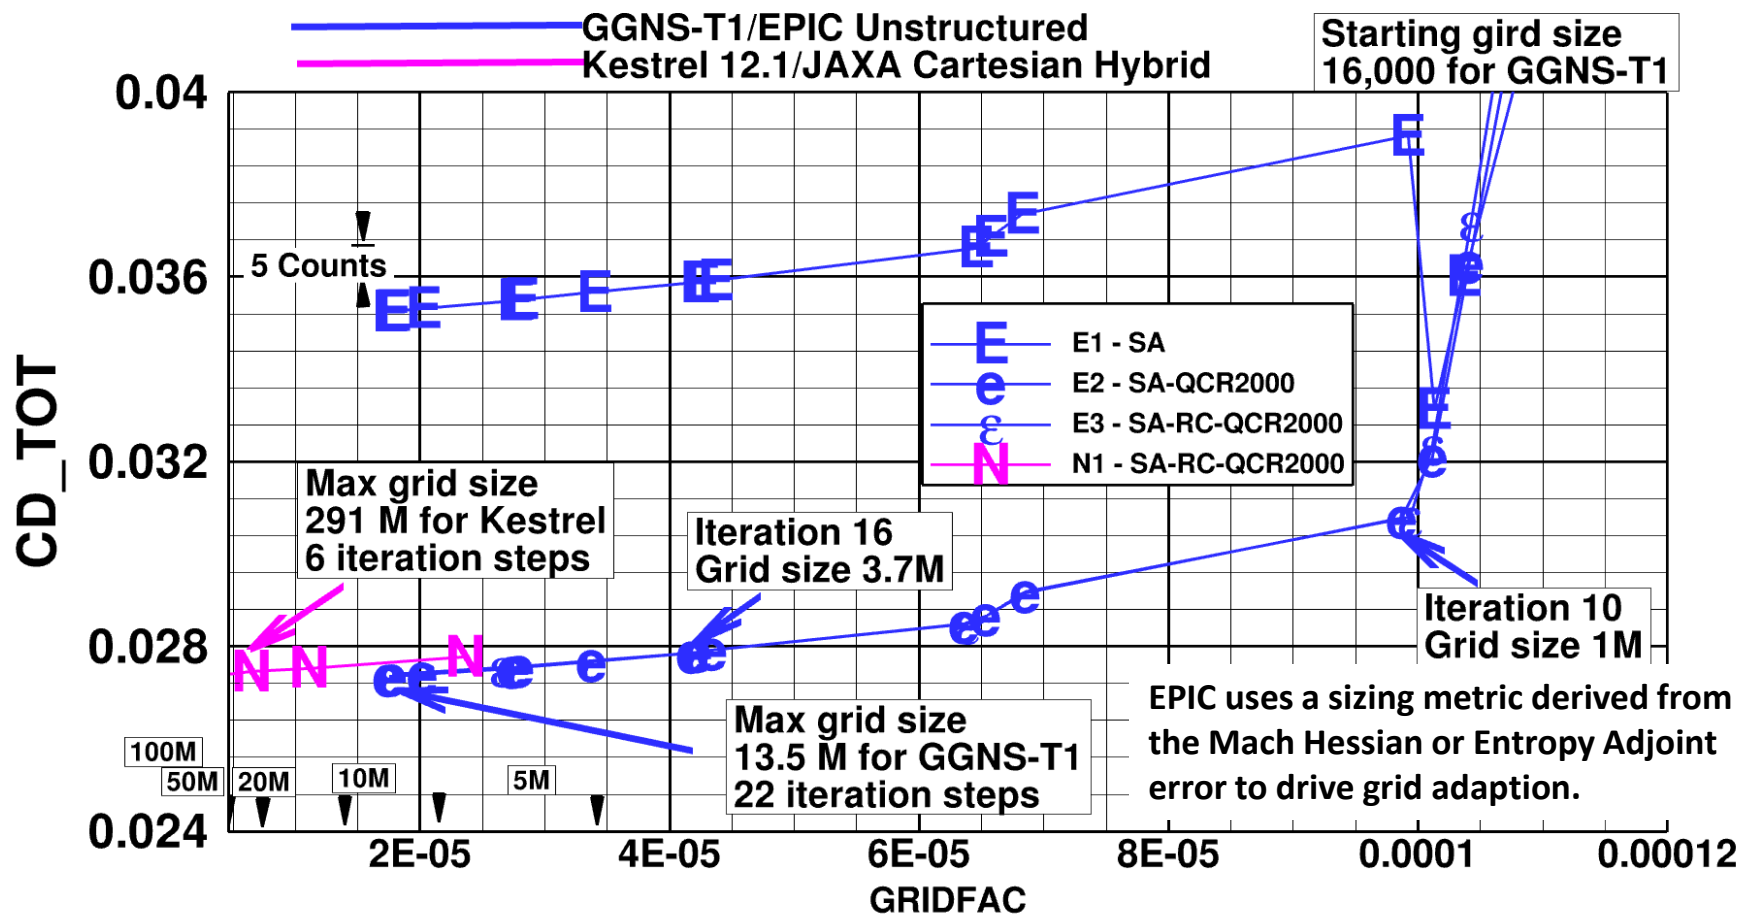 GGNS-T1/EPIC Unstructured
Kestrel 12.1/JAXA Cartesian Hybrid
Starting gird size
16,000 for GGNS-T1
0.04
0.036
0.032
0.028
0.024
CD_TOT
5 Counts
E1 - SA
E2 - SA-QCR2000
E3 - SA-RC-QCR2000
N1 - SA-RC-QCR2000
Max grid size
291 M for Kestrel
6 iteration steps
Iteration 16
Grid size 3.7M
Iteration 10
Grid size 1M
Max grid size
13.5 M for GGNS-T1
22 iteration steps
EPIC uses a sizing metric derived from
the Mach Hessian or Entropy Adjoint
error to drive grid adaption.
100M
50M 20M 10M 5M
2E-05 4E-05 6E-05 8E-05 0.0001 0.00012
GRIDFAC